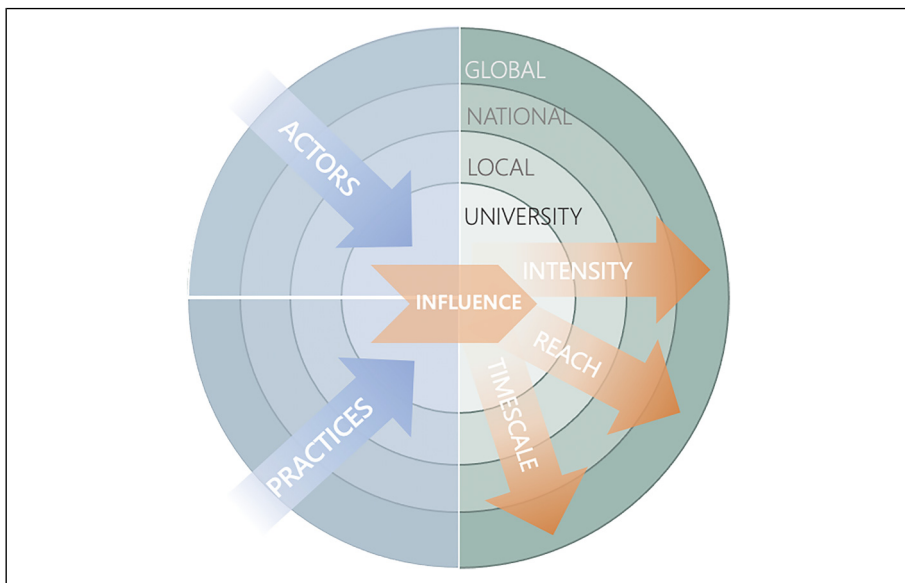 GLOBAL
NATIONAL
LOCAL
UNIVERSITY
ACTORS
INTENSITY
INFLUENCE
REACH
TIMESCALE
PRACTICES